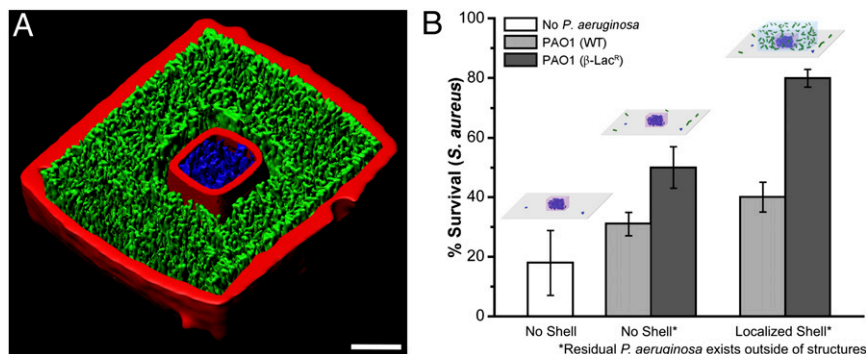 A
B
No P. aeruginosa
PAO1 (WT)
PAO1 (β-Lacᴿ)
% Survival (S. aureus)
100
80
60
40
20
0
No Shell
No Shell*
Localized Shell*
*Residual P. aeruginosa exists outside of structures